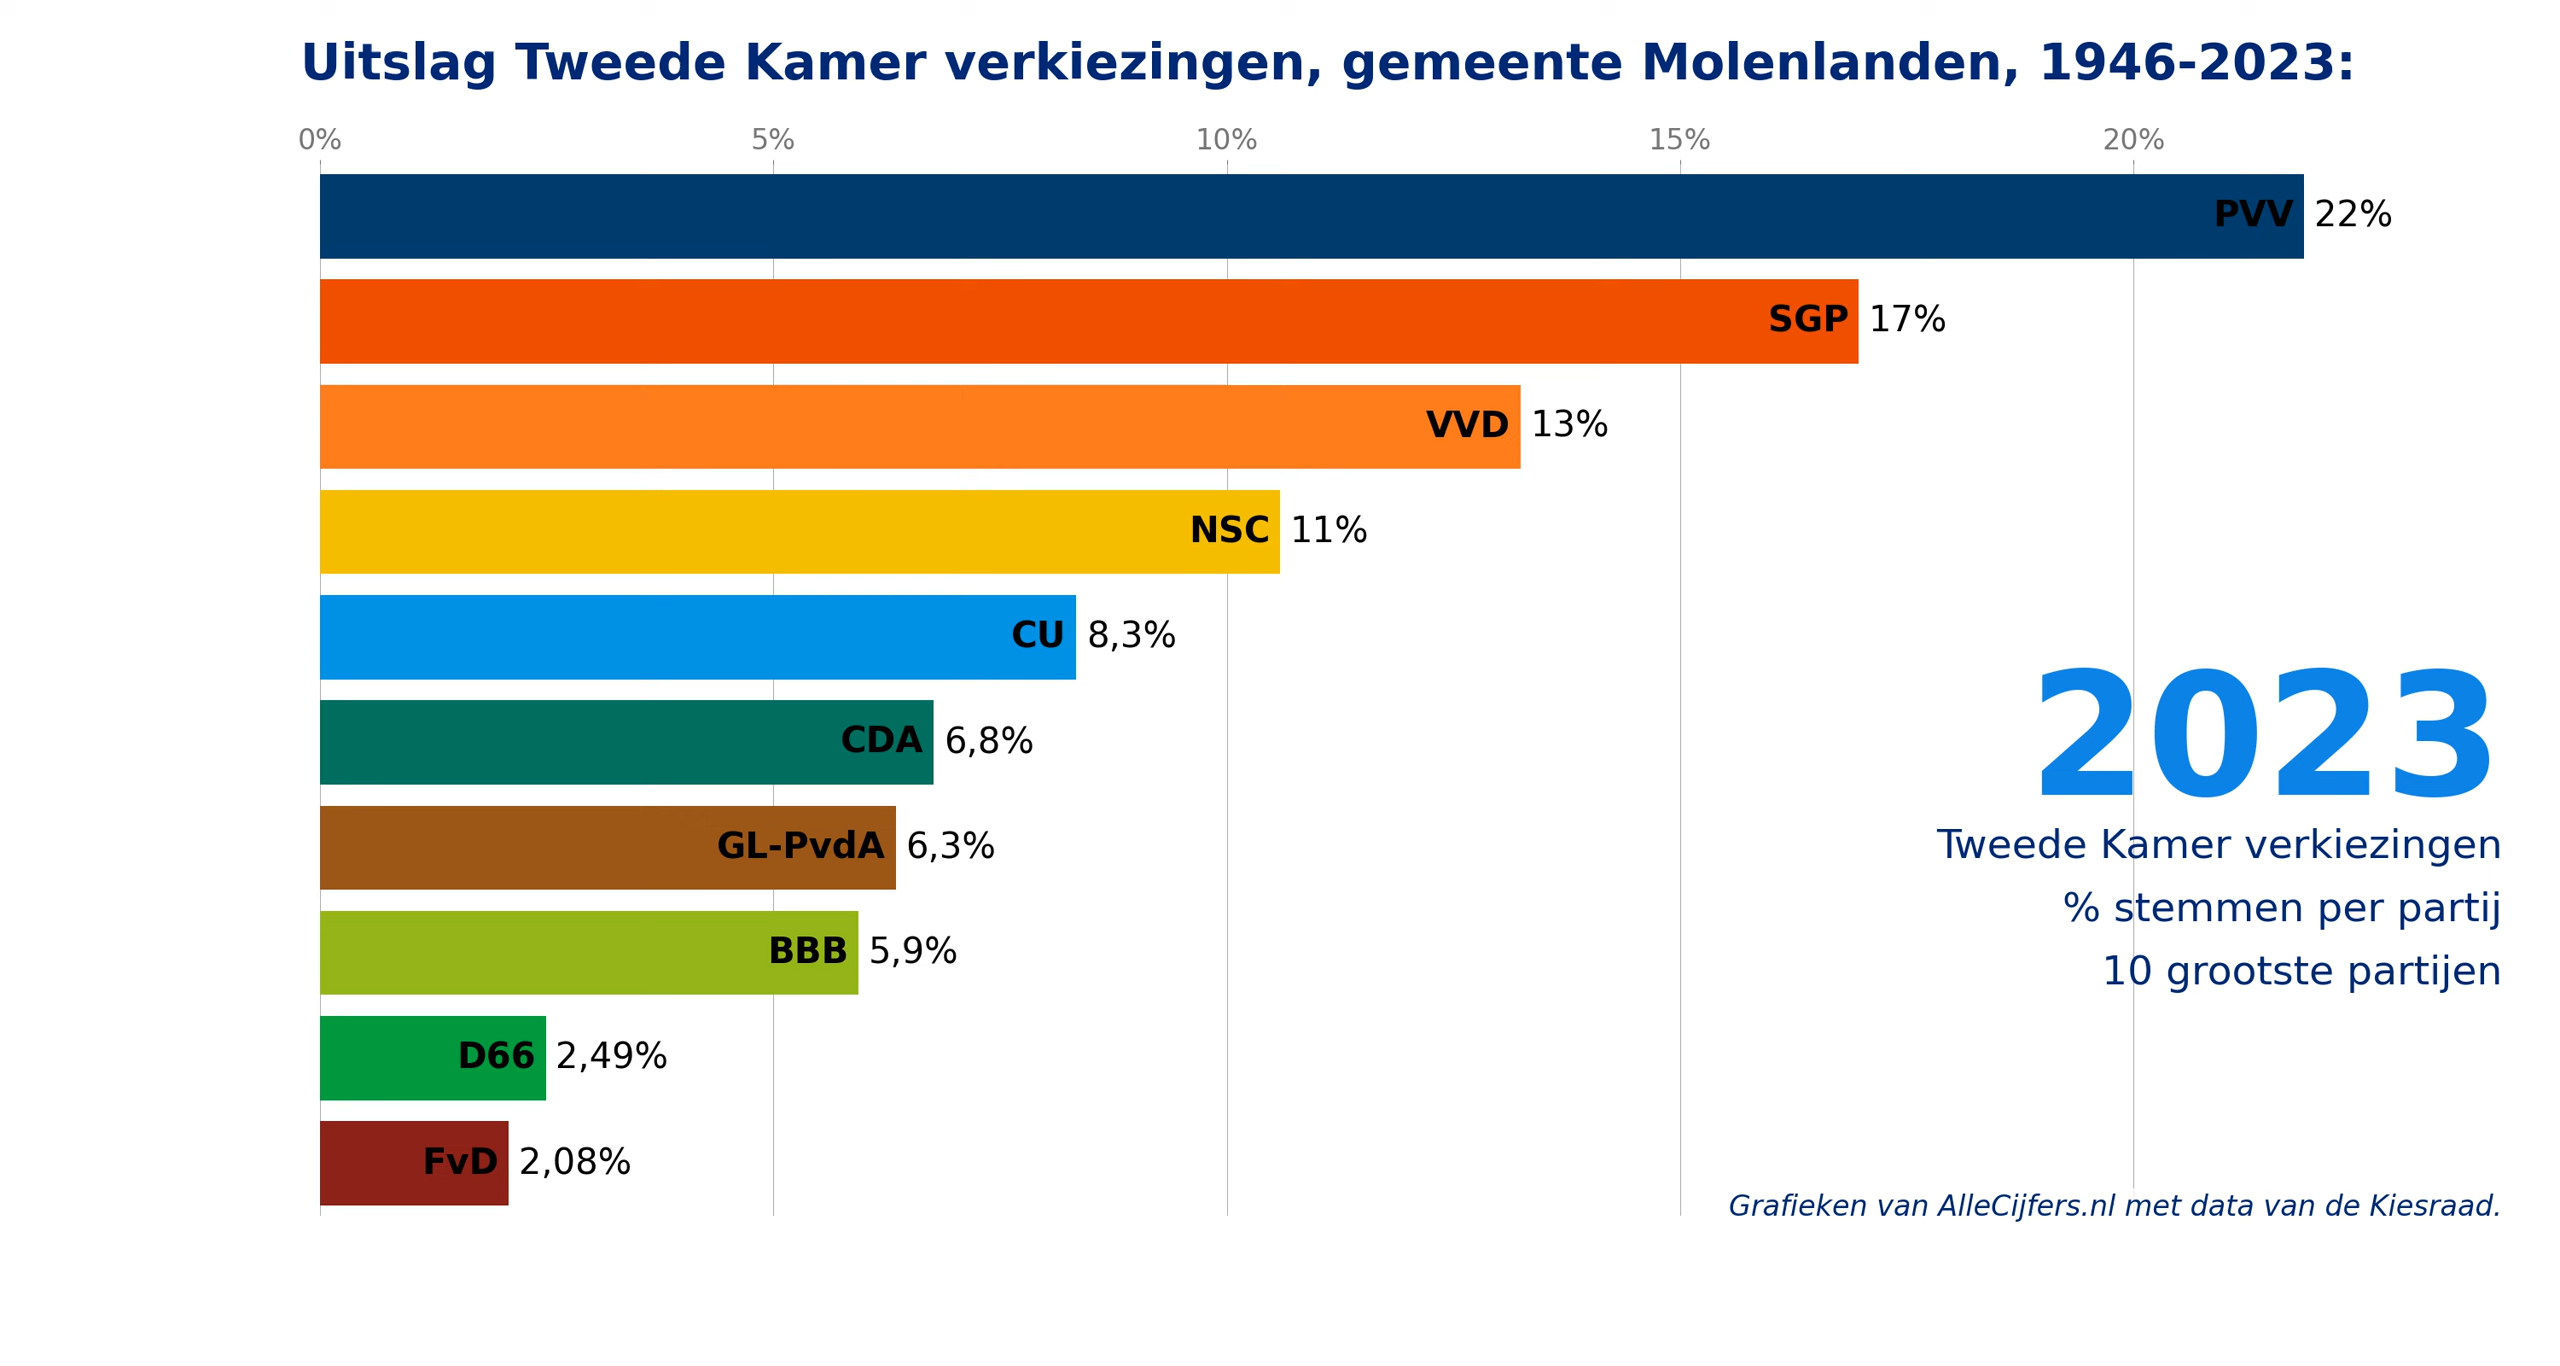 Uitslag Tweede Kamer verkiezingen, gemeente Molenlanden, 1946-2023:
0% 5% 10% 15% 20%
PVV 22%
SGP 17%
VVD 13%
NSC 11%
CU 8,3%
CDA 6,8%
GL-PvdA 6,3%
BBB 5,9%
D66 2,49%
FvD 2,08%
2023
Tweede Kamer verkiezingen
% stemmen per partij
10 grootste partijen
Grafieken van AlleCijfers.nl met data van de Kiesraad.